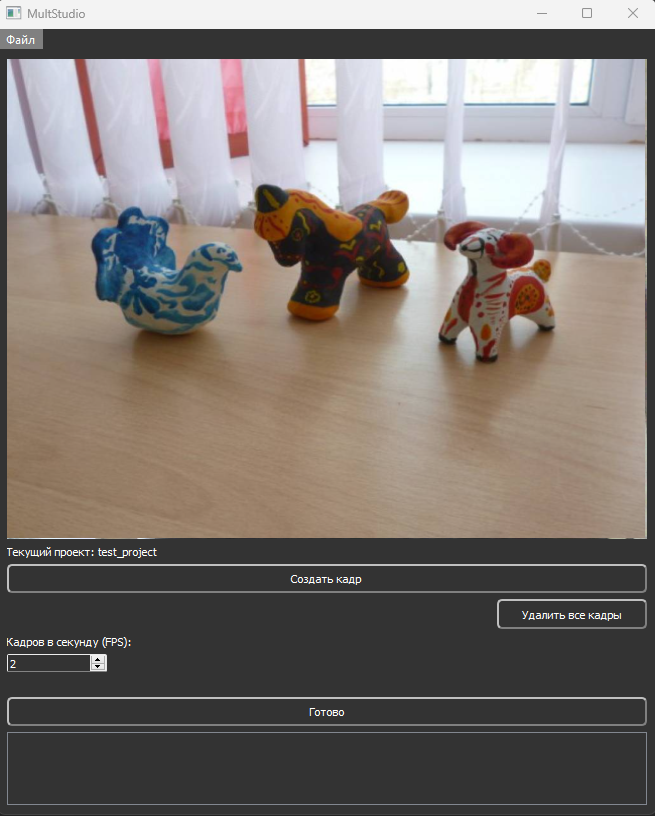 MultStudio
Файл
Текущий проект: test_project
Создать кадр
Удалить все кадры
Кадров в секунду (FPS):
2
Готово